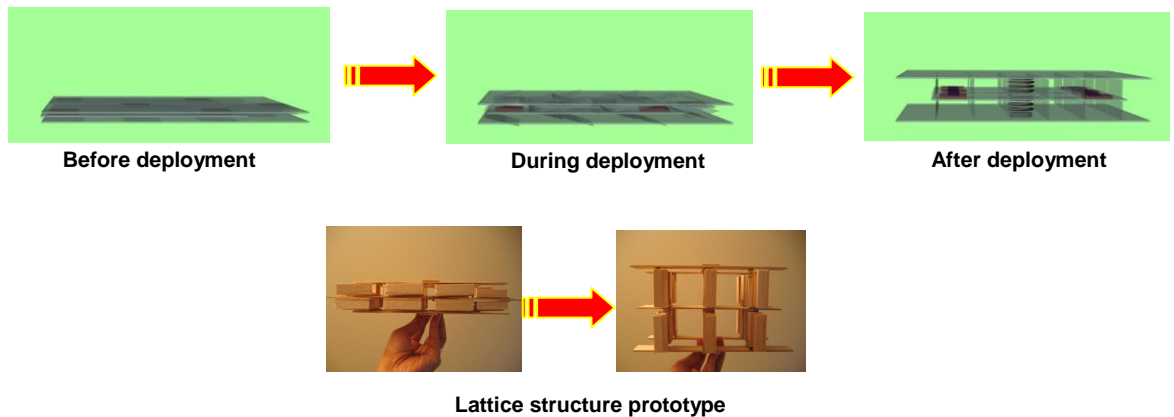 Before deployment
During deployment
After deployment
Lattice structure prototype